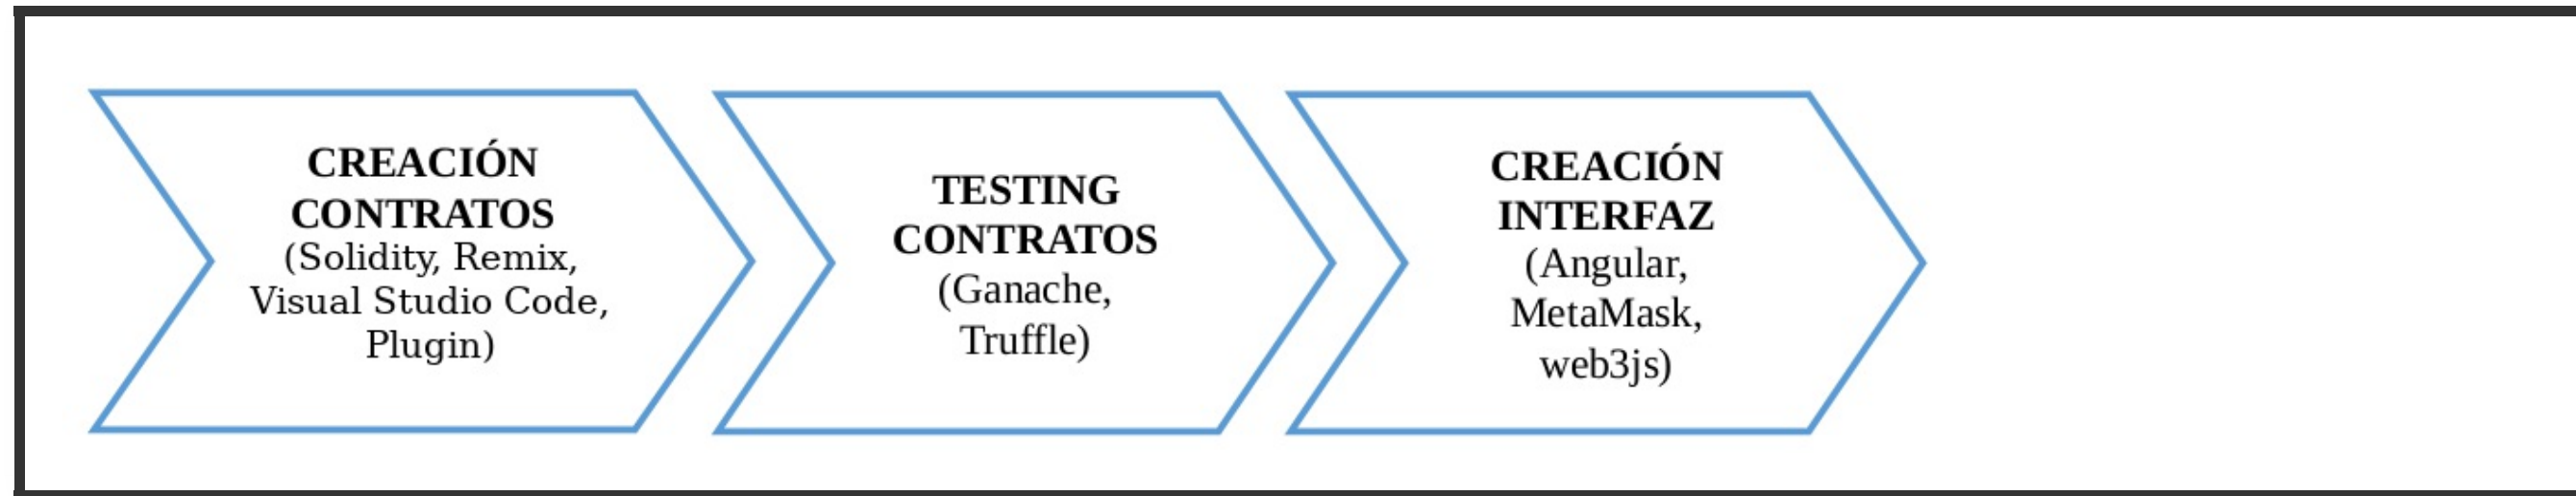 CREACIÓN
CONTRATOS
(Solidity, Remix,
Visual Studio Code,
Plugin)
TESTING
CONTRATOS
(Ganache,
Truffle)
CREACIÓN
INTERFAZ
(Angular,
MetaMask,
web3js)